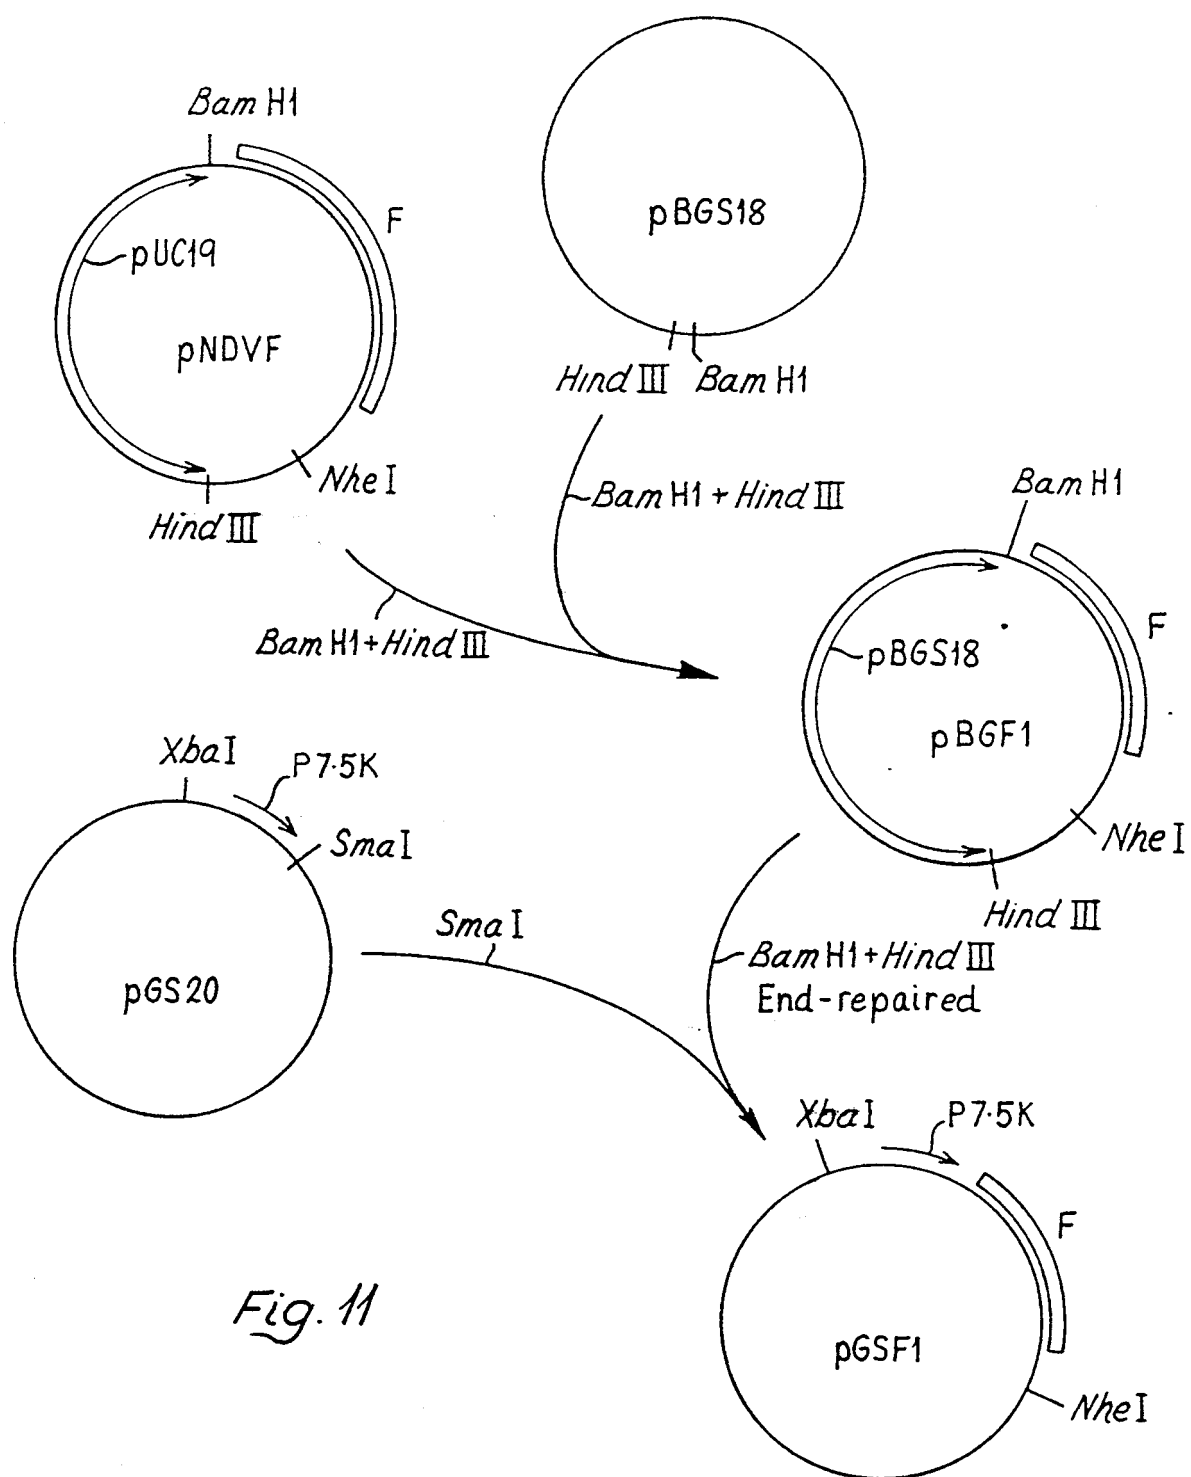 Bam H1
F
pUC19
pNDVF
Nhe I
Hind III
pBGS18
Hind III Bam H1
Bam H1 + Hind III
Bam H1+Hind III
Bam H1
F
pBGS18
pBGF1
Nhe I
Hind III
Xba I
P7·5K
Sma I
pGS20
Sma I
Bam H1+Hind III
End-repaired
Xba I
P7·5K
F
pGSF1
Nhe I
Fig. 11